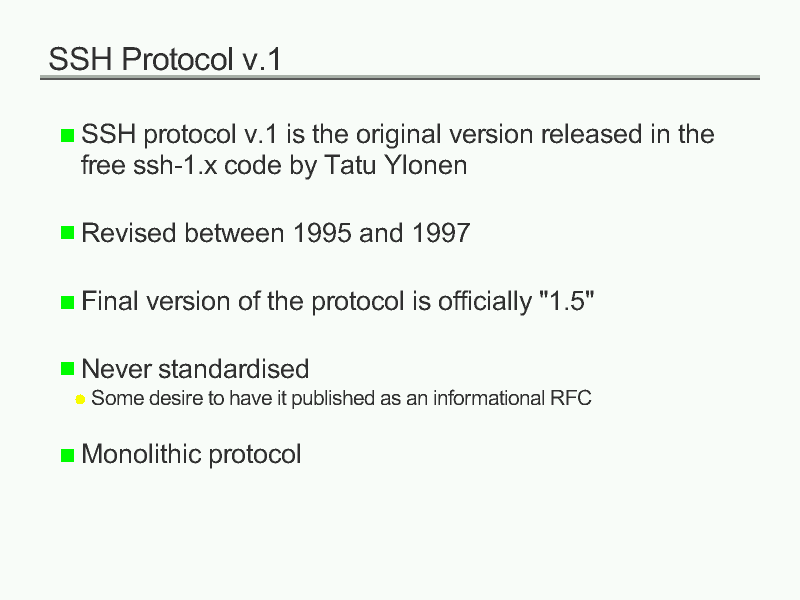 SSH Protocol v.1
SSH protocol v.1 is the original version released in the
free ssh-1.x code by Tatu Ylonen
Revised between 1995 and 1997
Final version of the protocol is officially "1.5"
Never standardised
Some desire to have it published as an informational RFC
Monolithic protocol